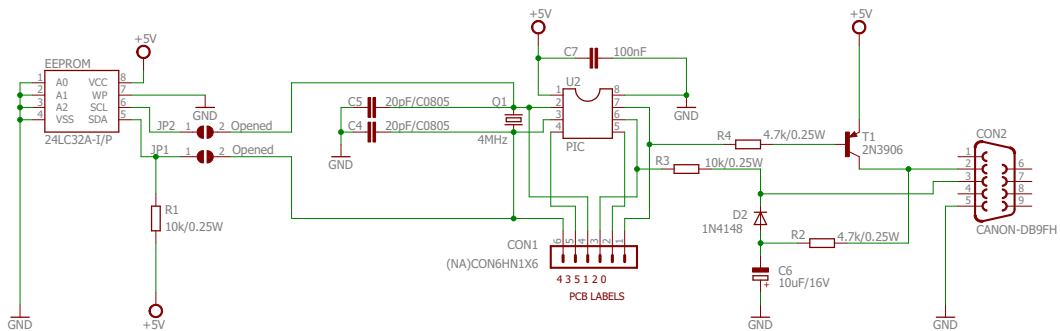 +5V
EEPROM
1 A0 VCC 8
2 A1 WP 7
3 A2 SCL 6
4 VSS SDA 5
24LC32A-I/P
GND
JP2 1 2 Opened
JP1 1 2 Opened
R1
10k/0.25W
+5V
GND
C5 20pF/C0805
C4 20pF/C0805
GND
Q1
4MHz
+5V
C7 100nF
GND
U2
1 8
2 7
3 6
4 5
PIC
R4 4.7k/0.25W
R3 10k/0.25W
CON1
(NA)CON6HN1X6
6 5 4 3 2 1
4 3 5 1 2 0
PCB LABELS
+5V
T1
2N3906
D2
1N4148
R2 4.7k/0.25W
C6
10uF/16V
+
GND
CON2
1
2 6
3 7
4 8
5 9
CANON-DB9FH
GND